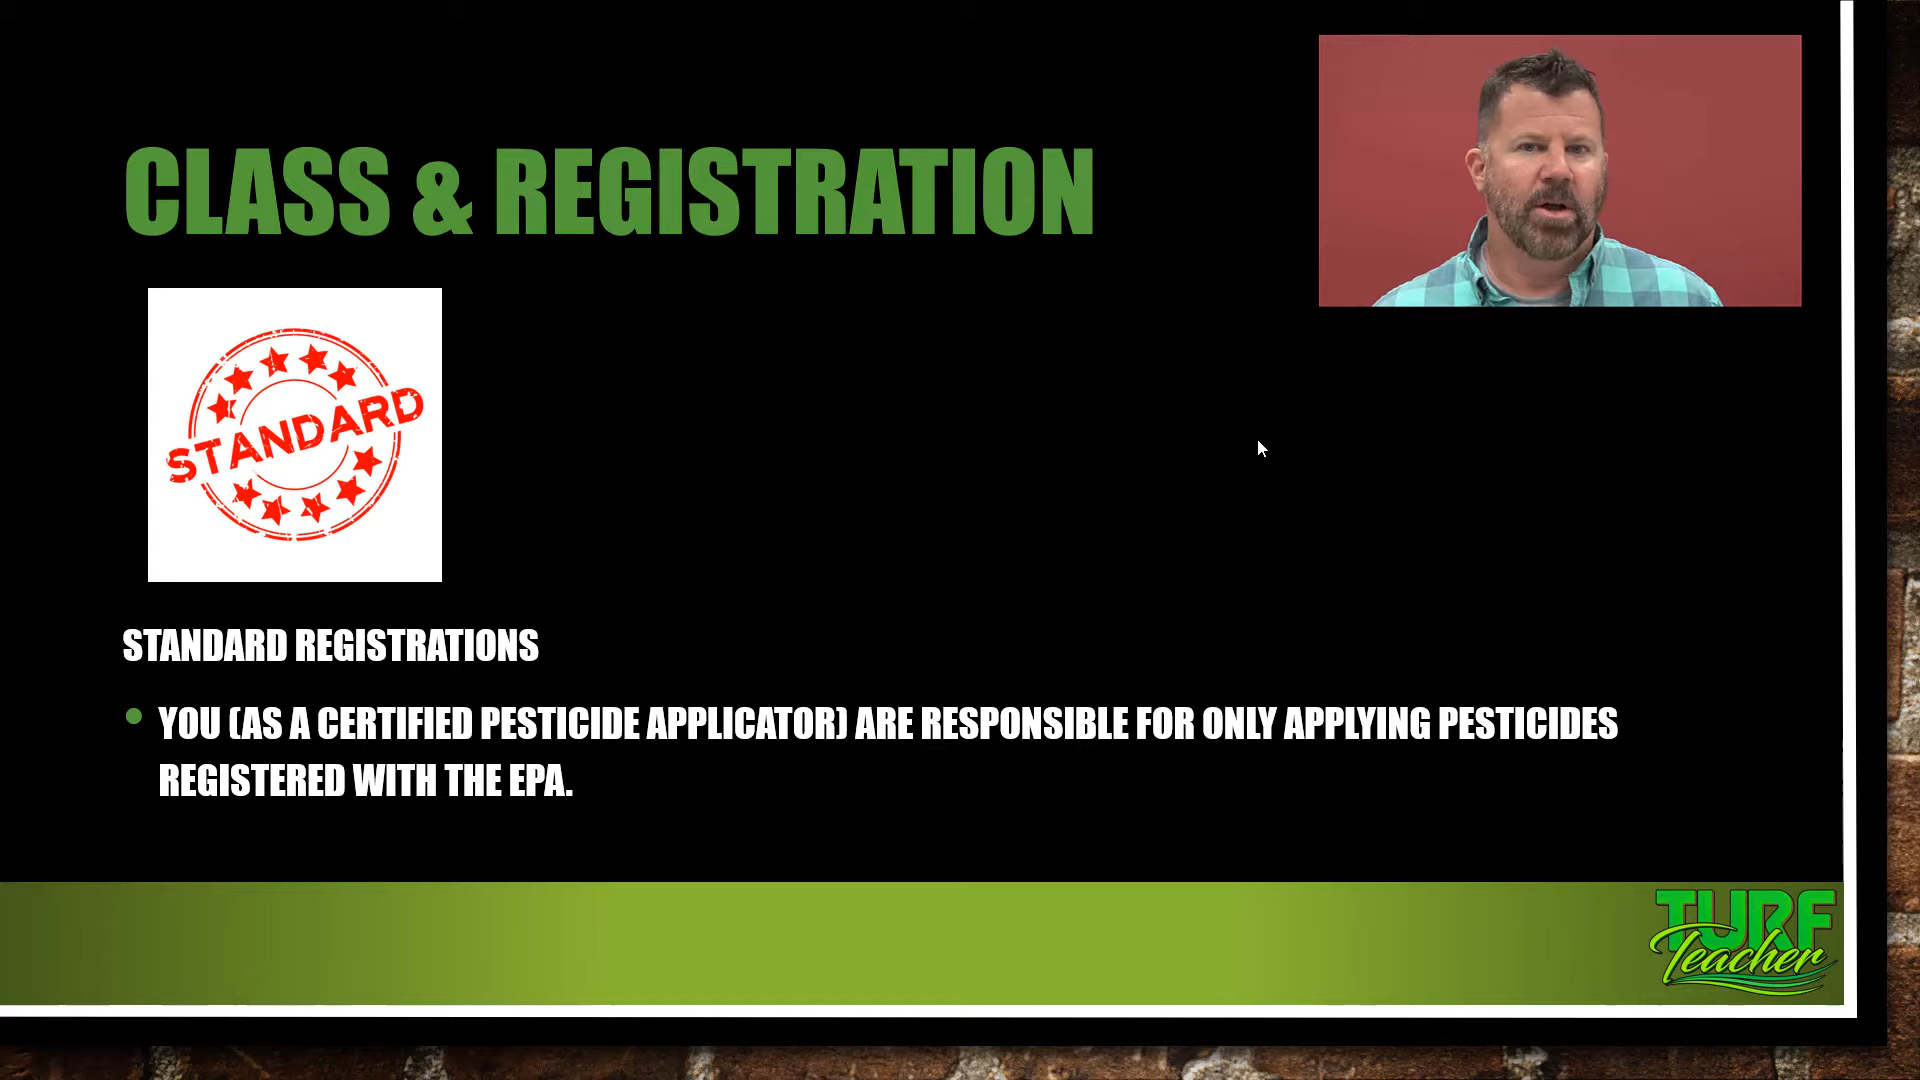 CLASS & REGISTRATION
STANDARD
STANDARD REGISTRATIONS
YOU (AS A CERTIFIED PESTICIDE APPLICATOR) ARE RESPONSIBLE FOR ONLY APPLYING PESTICIDES
REGISTERED WITH THE EPA.
TURF
Teacher